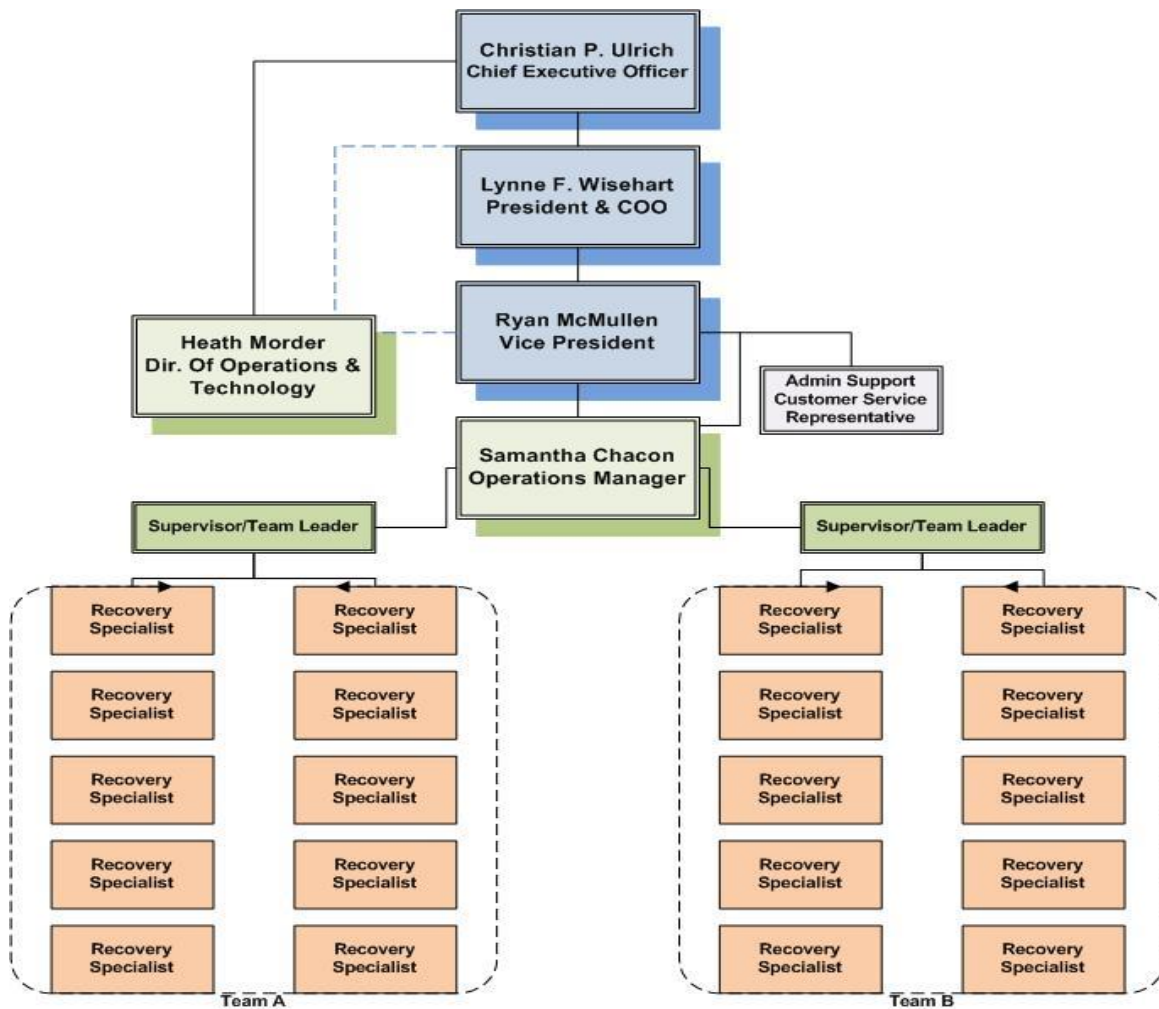 Christian P. Ulrich
Chief Executive Officer
Lynne F. Wisehart
President & COO
Ryan McMullen
Vice President
Heath Morder
Dir. Of Operations &
Technology
Admin Support
Customer Service
Representative
Samantha Chacon
Operations Manager
Supervisor/Team Leader
Supervisor/Team Leader
Recovery
Specialist
Recovery
Specialist
Recovery
Specialist
Recovery
Specialist
Recovery
Specialist
Recovery
Specialist
Recovery
Specialist
Recovery
Specialist
Recovery
Specialist
Recovery
Specialist
Recovery
Specialist
Recovery
Specialist
Recovery
Specialist
Recovery
Specialist
Recovery
Specialist
Recovery
Specialist
Recovery
Specialist
Recovery
Specialist
Recovery
Specialist
Recovery
Specialist
Team A
Team B